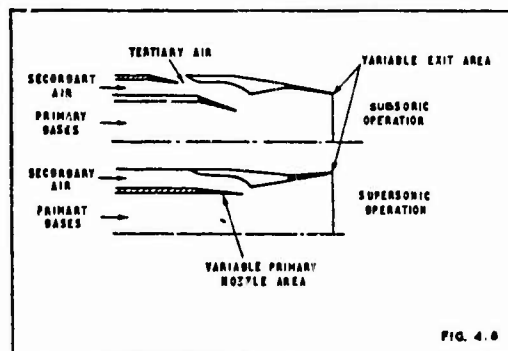 TERTIARY AIR
SECONDARY
AIR
PRIMARY
GASES
VARIABLE EXIT AREA
SUBSONIC
OPERATION
SECONDARY
AIR
PRIMARY
GASES
SUPERSONIC
OPERATION
VARIABLE PRIMARY
NOZZLE AREA
FIG. 4.8